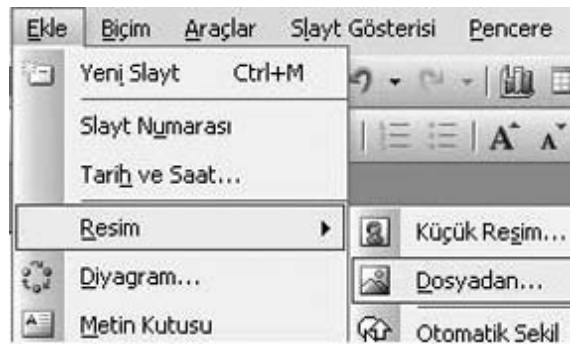 Ekle Biçim Araçlar Slayt Gösterisi Pencere
Yeni Slayt Ctrl+M
Slayt Numarası
Tarih ve Saat...
Resim
Küçük Resim...
Diyagram...
Dosyadan...
Metin Kutusu
Otomatik Şekil